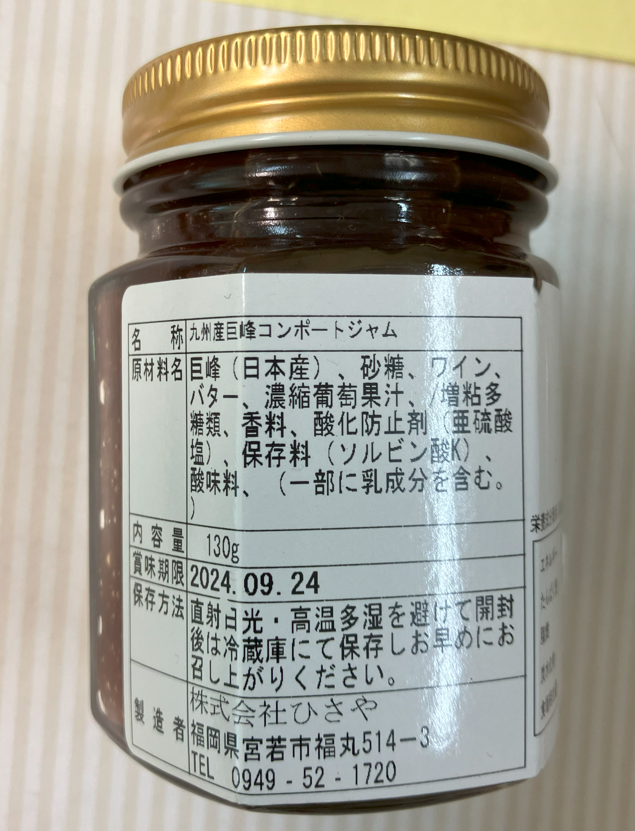 名称 九州産巨峰コンポートジャム
原材料名 巨峰（日本産）、砂糖、ワイン、
バター、濃縮葡萄果汁、/増粘多
糖類、香料、酸化防止剤（亜硫酸
塩）、保存料（ソルビン酸K）、
酸味料、（一部に乳成分を含む。
）
内容量 130g
賞味期限 2024.09.24
保存方法 直射日光・高温多湿を避けて開封
後は冷蔵庫にて保存しお早めにお
召し上がりください。
製造者 株式会社ひさや
福岡県宮若市福丸514-3
TEL 0949-52-1720